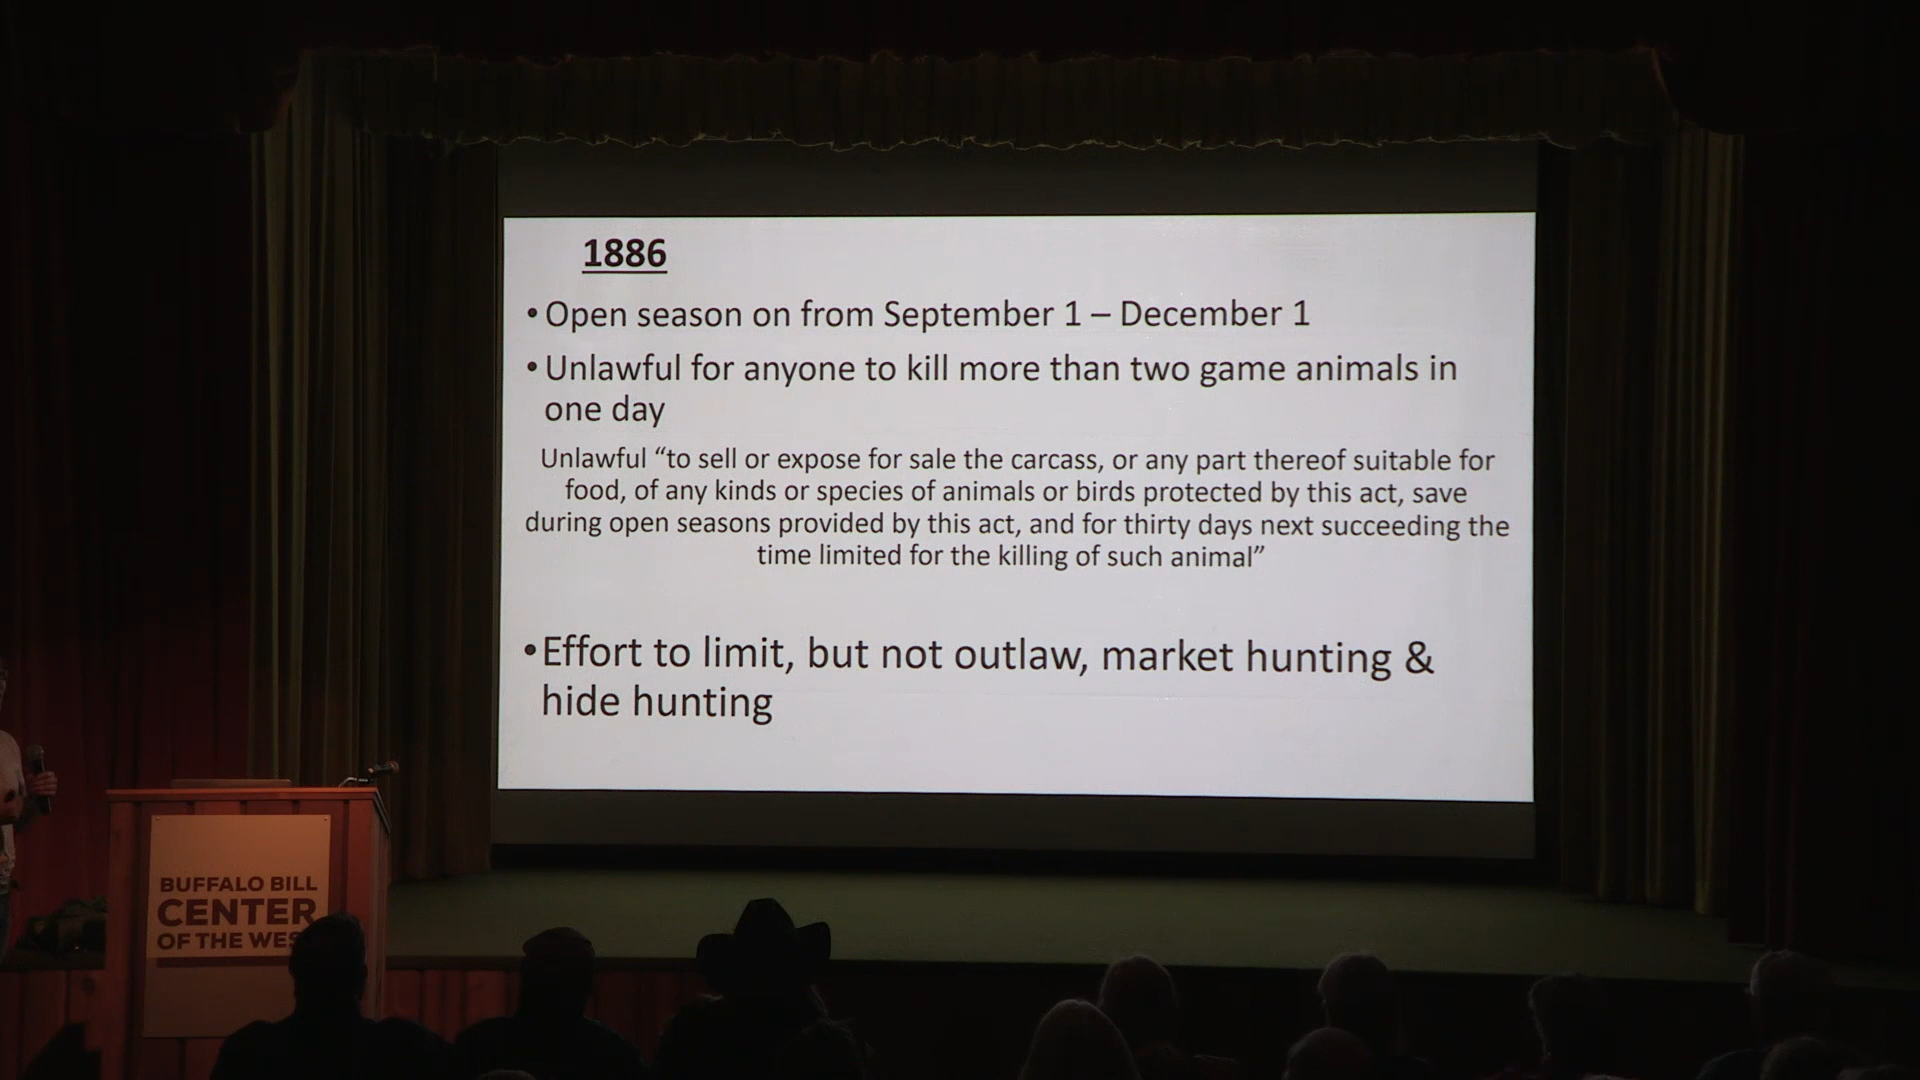 1886
• Open season on from September 1 – December 1
• Unlawful for anyone to kill more than two game animals in
one day
Unlawful “to sell or expose for sale the carcass, or any part thereof suitable for
food, of any kinds or species of animals or birds protected by this act, save
during open seasons provided by this act, and for thirty days next succeeding the
time limited for the killing of such animal”
• Effort to limit, but not outlaw, market hunting &
hide hunting
BUFFALO BILL
CENTER
OF THE WES